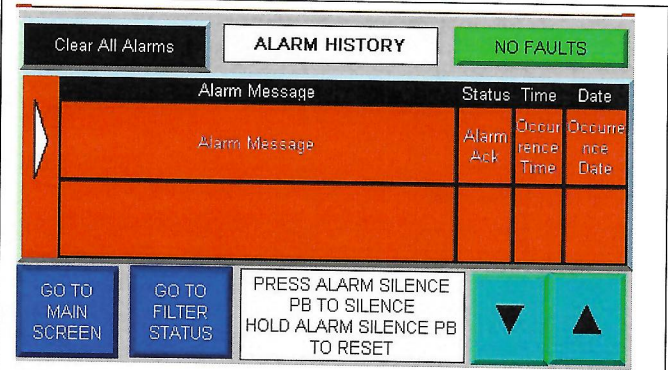 Clear All Alarms
ALARM HISTORY
NO FAULTS
Alarm Message Status Time Date
Alarm Message
Alarm
Ack
Occur
rence
Time
Occurre
nce
Date
GO TO
MAIN
SCREEN
GO TO
FILTER
STATUS
PRESS ALARM SILENCE
PB TO SILENCE
HOLD ALARM SILENCE PB
TO RESET